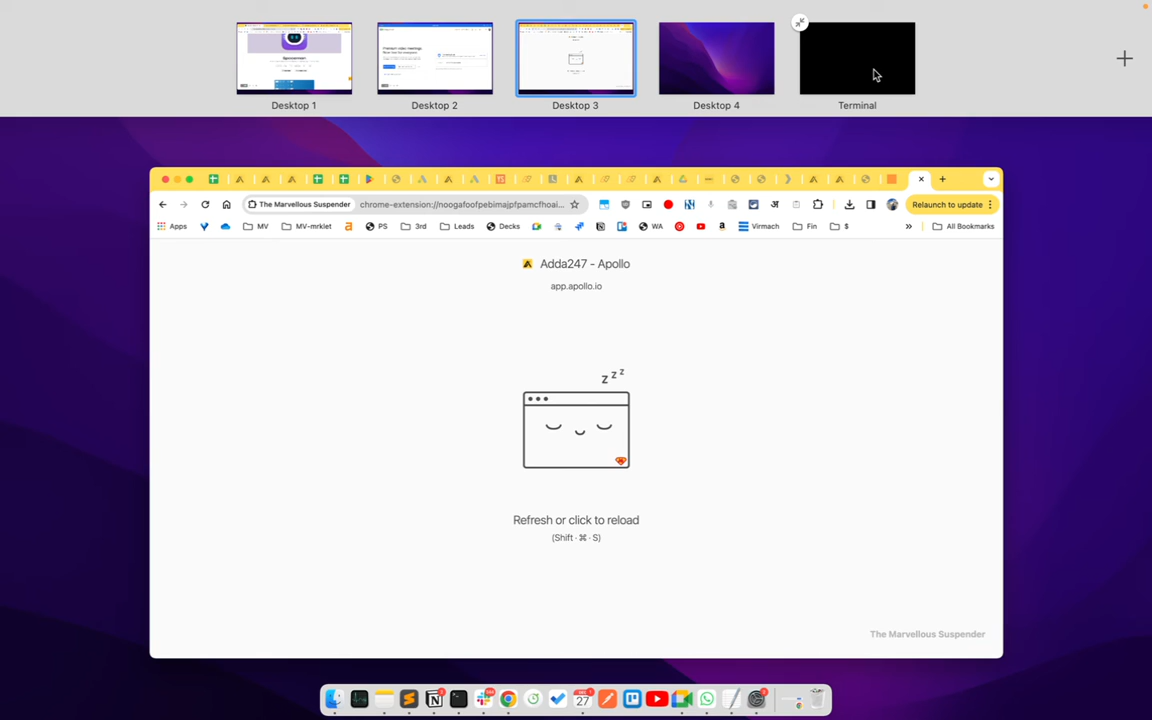 Desktop 1
Desktop 2
Desktop 3
Desktop 4
Terminal
The Marvellous Suspender
chrome-extension://noogafoofpebimajpfpamcfhoai...
Relaunch to update
Apps
MV
MV-mrklet
PS
3rd
Leads
Decks
WA
Virmach
Fin
$
»
All Bookmarks
Adda247 - Apollo
app.apollo.io
z z z
Refresh or click to reload
(Shift · ⌘ · S)
The Marvellous Suspender